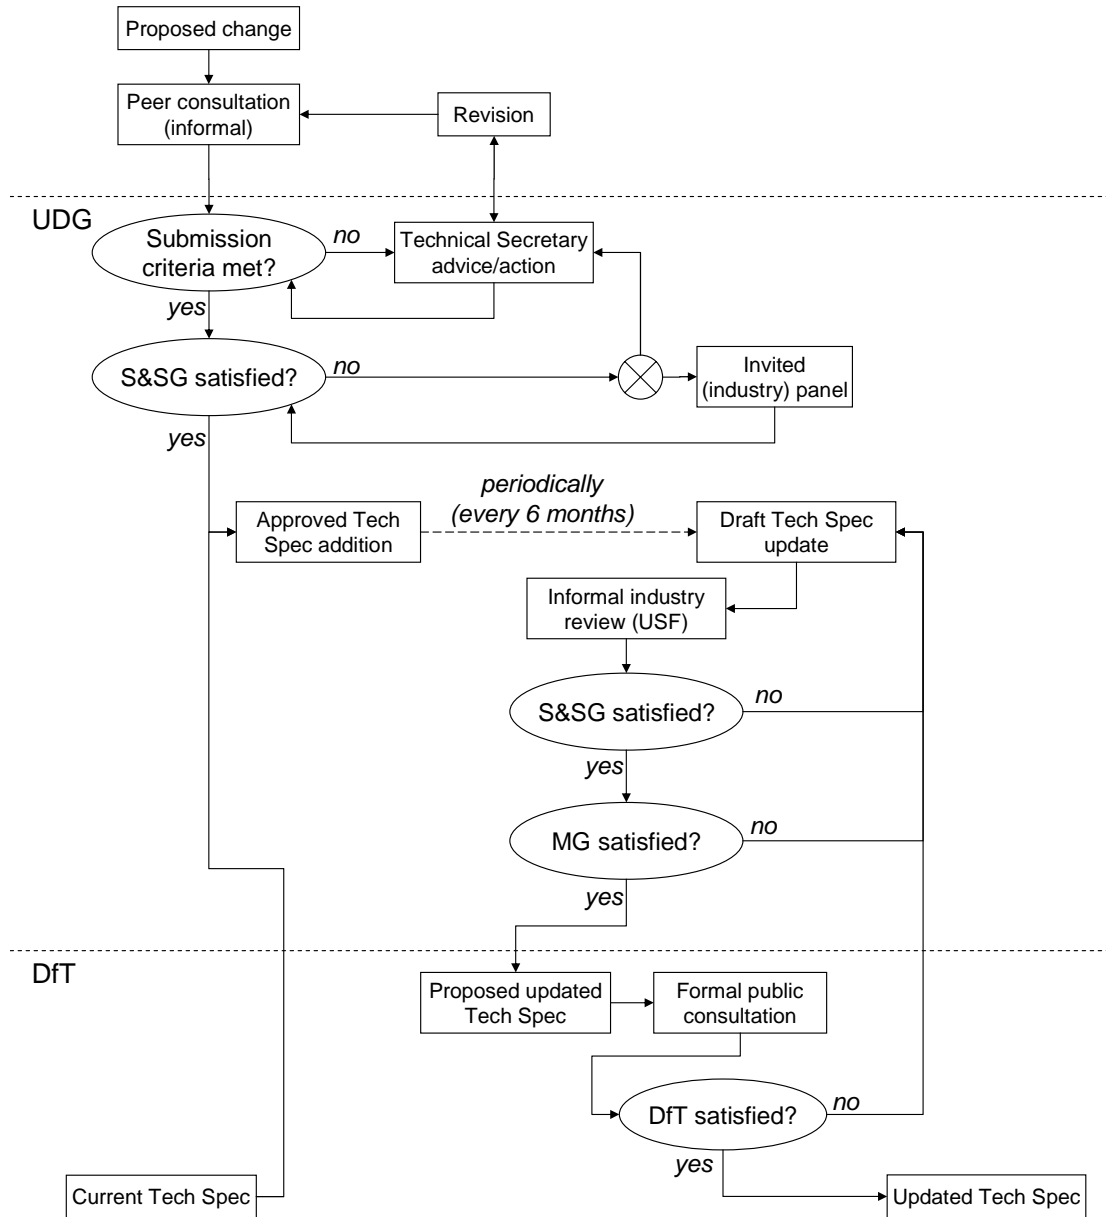 Proposed change
Peer consultation
(informal)
Revision
UDG
Submission
criteria met?
no
Technical Secretary
advice/action
yes
S&SG satisfied?
no
Invited
(industry) panel
yes
periodically
(every 6 months)
Approved Tech
Spec addition
Draft Tech Spec
update
Informal industry
review (USF)
S&SG satisfied?
no
yes
MG satisfied?
no
yes
DfT
Proposed updated
Tech Spec
Formal public
consultation
DfT satisfied?
no
yes
Current Tech Spec
Updated Tech Spec